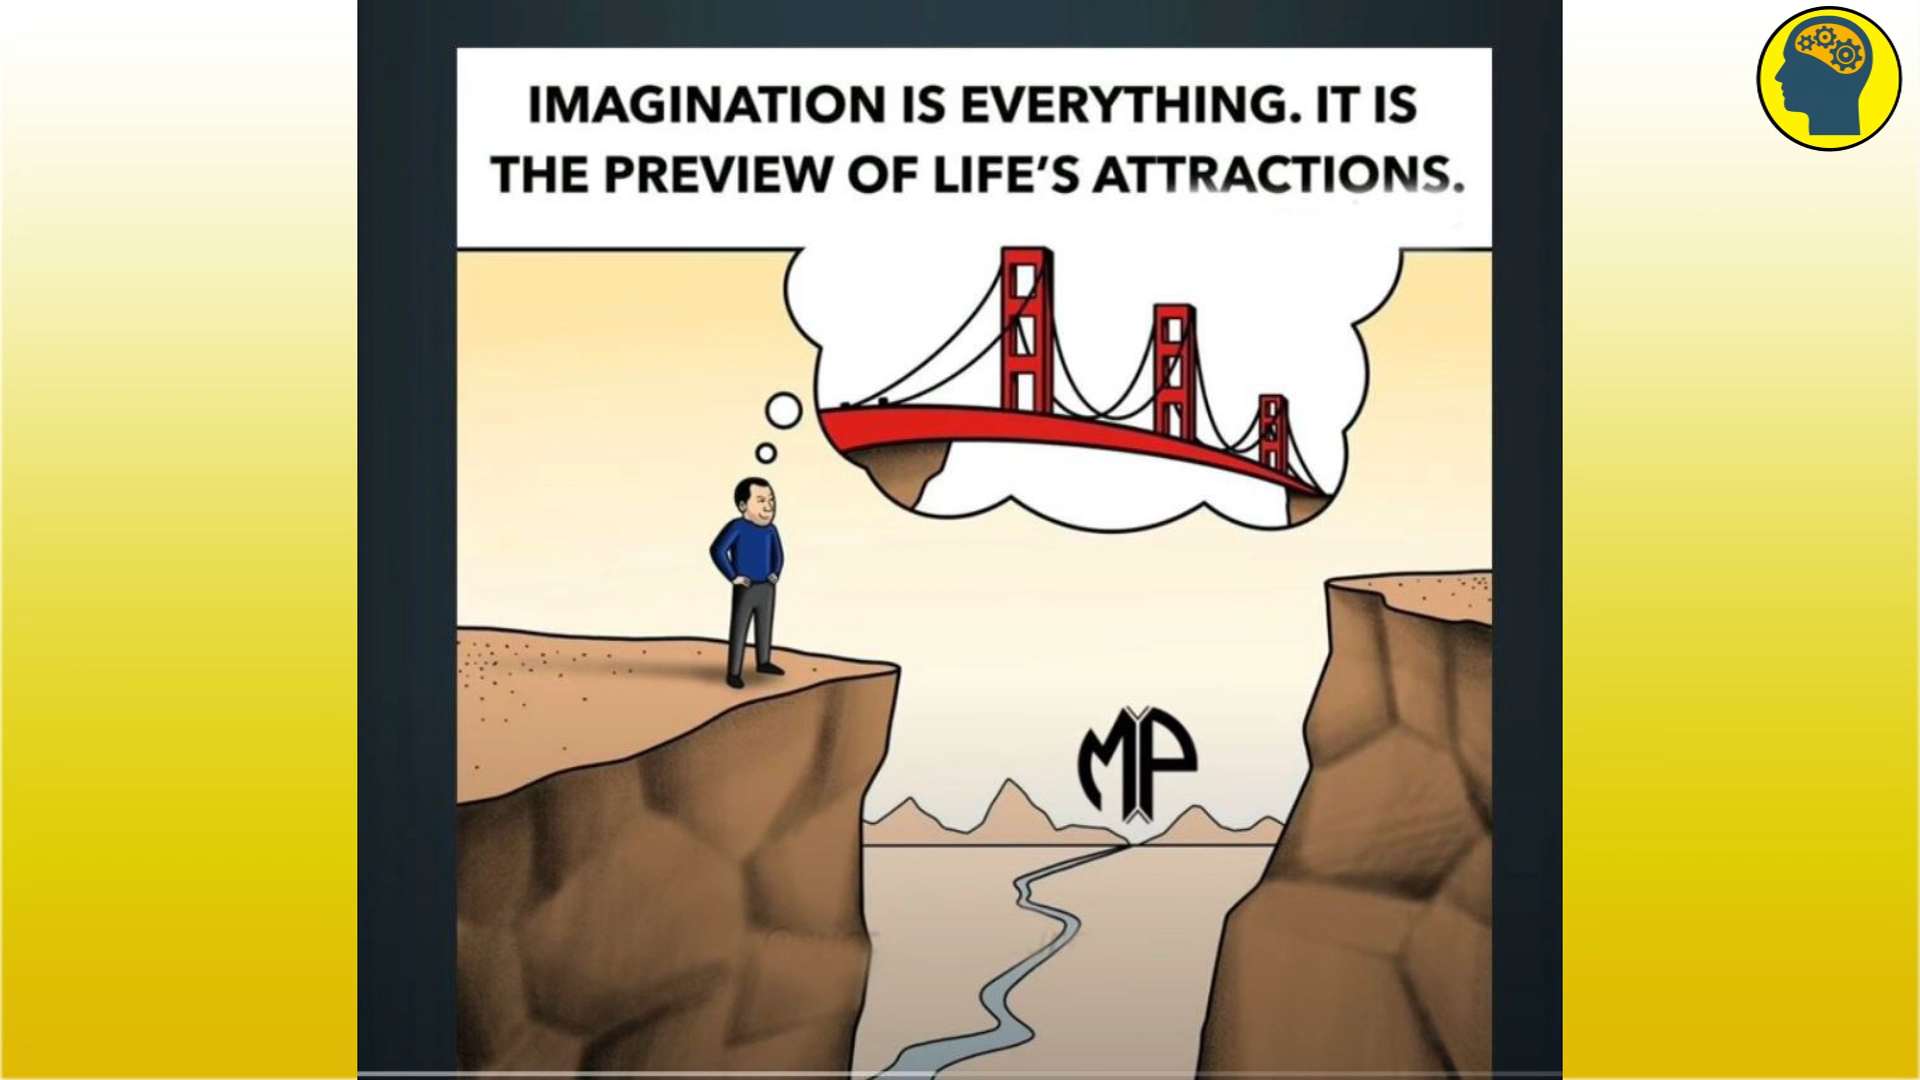 IMAGINATION IS EVERYTHING. IT IS
THE PREVIEW OF LIFE'S ATTRACTIONS.
MP